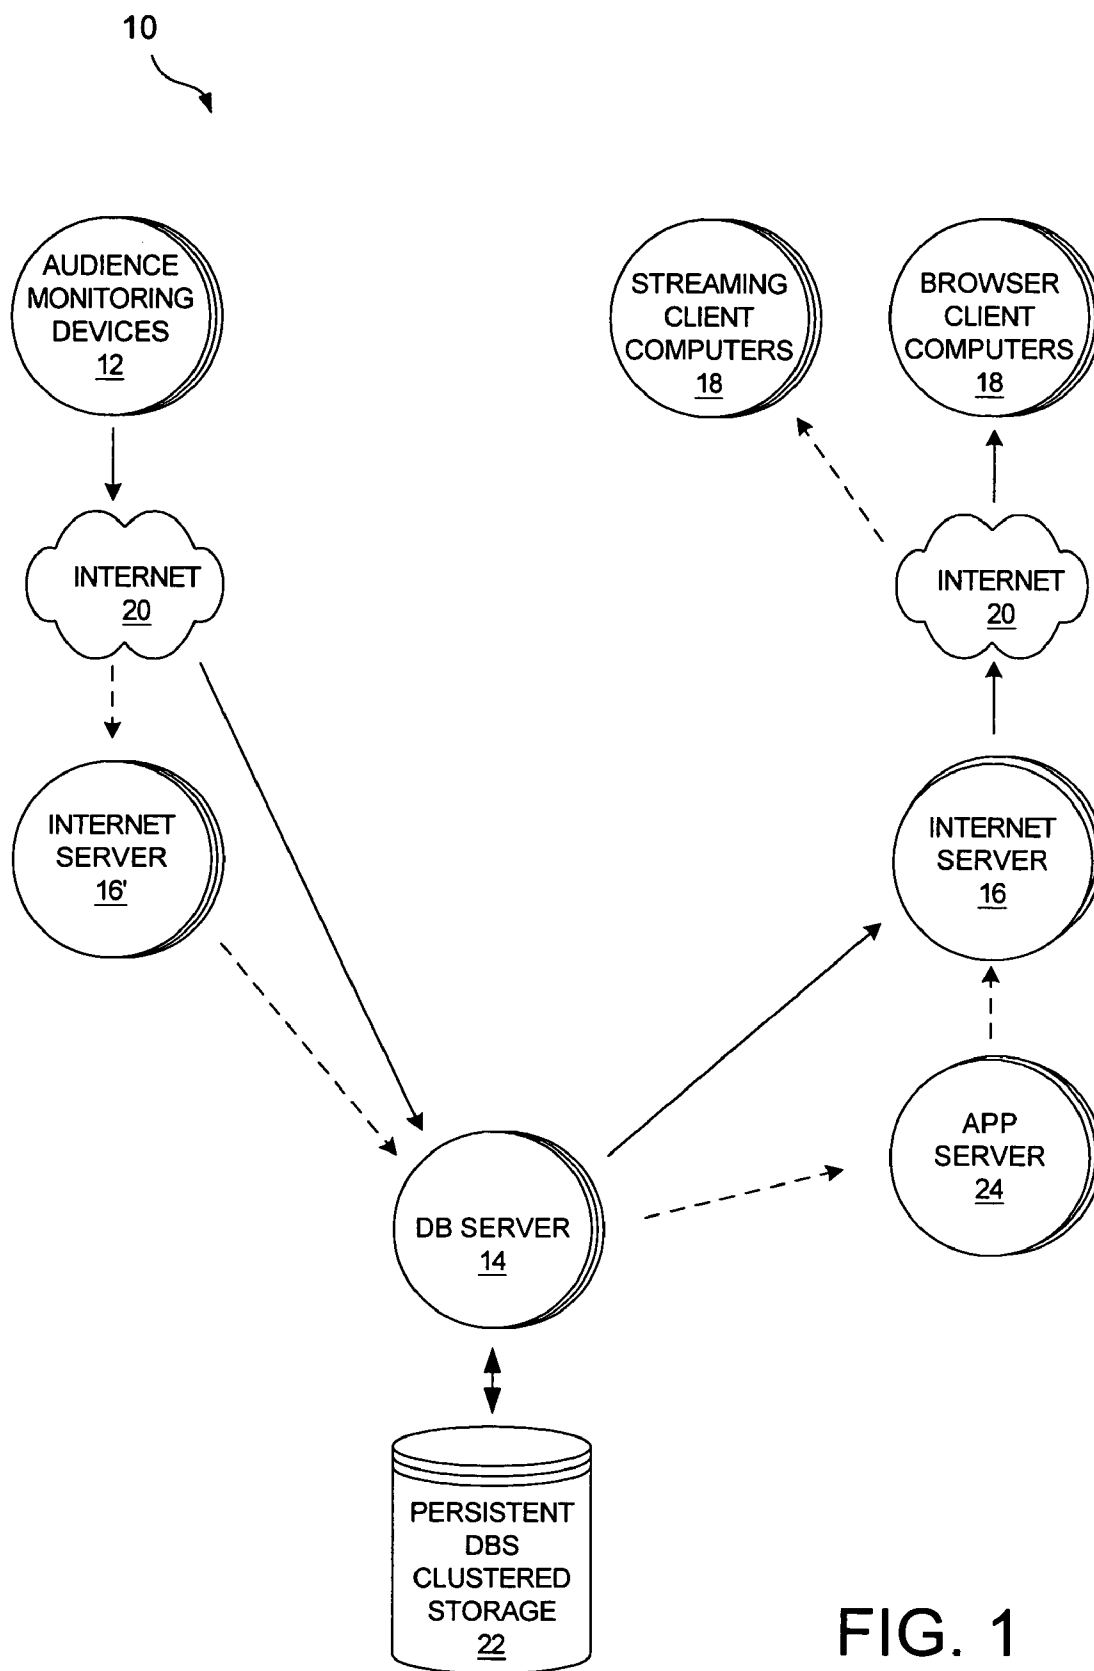 10
AUDIENCE
MONITORING
DEVICES
12
STREAMING
CLIENT
COMPUTERS
18
BROWSER
CLIENT
COMPUTERS
18
INTERNET
20
INTERNET
20
INTERNET
SERVER
16'
INTERNET
SERVER
16
APP
SERVER
24
DB SERVER
14
PERSISTENT
DBS
CLUSTERED
STORAGE
22
FIG. 1